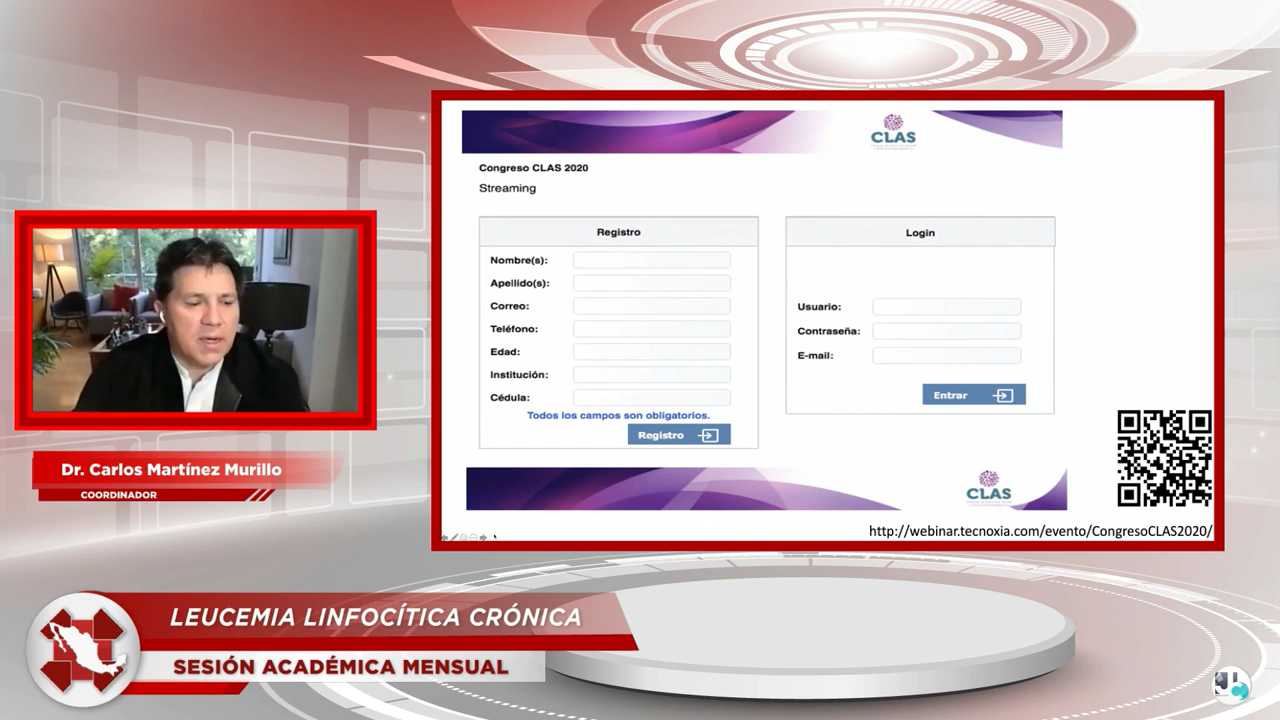 CLAS
Congreso CLAS 2020
Streaming
Registro
Nombre(s):
Apellido(s):
Correo:
Teléfono:
Edad:
Institución:
Cédula:
Todos los campos son obligatorios.
Registro
Login
Usuario:
Contraseña:
E-mail:
Entrar
CLAS
http://webinar.tecnoxia.com/evento/CongresoCLAS2020/
Dr. Carlos Martínez Murillo
COORDINADOR
LEUCEMIA LINFOCÍTICA CRÓNICA
SESIÓN ACADÉMICA MENSUAL